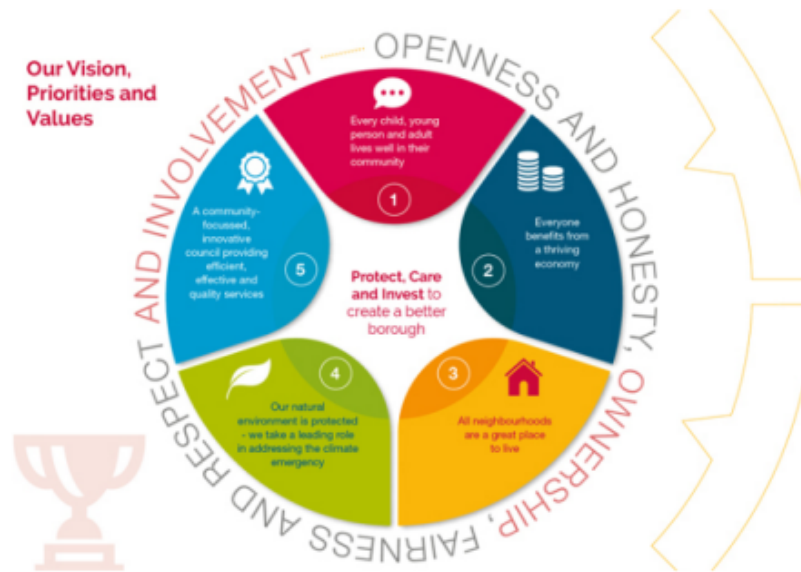 Our Vision,
Priorities and
Values
OPENNESS AND HONESTY, OWNERSHIP, FAIRNESS AND RESPECT AND INVOLVEMENT
Every child, young
person and adult
lives well in their
community
1
Everyone
benefits from
a thriving
economy
2
All neighbourhoods
are a great place
to live
3
Our natural
environment is protected
- we take a leading role
in addressing the climate
emergency
4
A community-
focussed,
innovative
council providing
efficient,
effective and
quality services
5
Protect, Care
and Invest to
create a better
borough